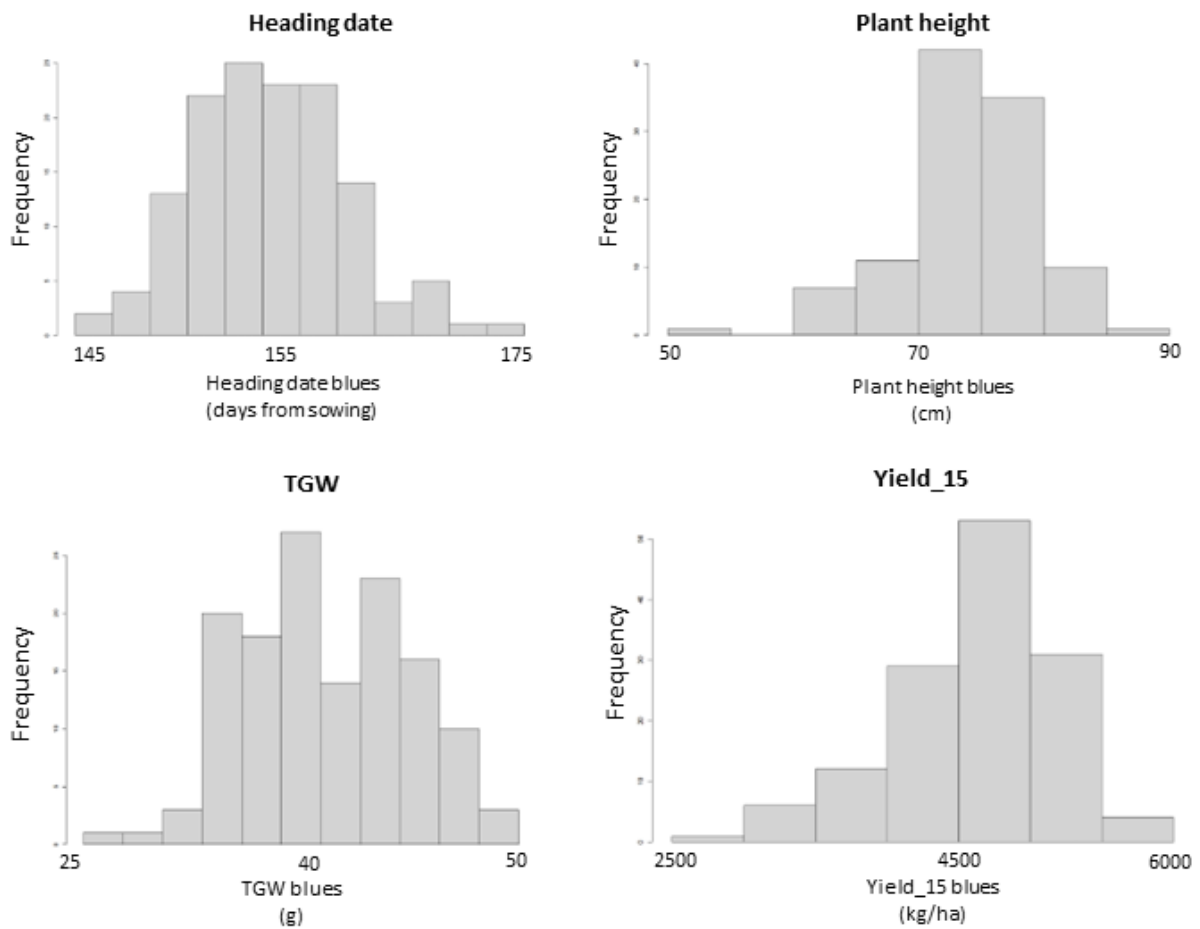 Heading date
Frequency
145 155 175
Heading date blues
(days from sowing)
Plant height
Frequency
50 70 90
Plant height blues
(cm)
TGW
Frequency
25 40 50
TGW blues
(g)
Yield_15
Frequency
2500 4500 6000
Yield_15 blues
(kg/ha)